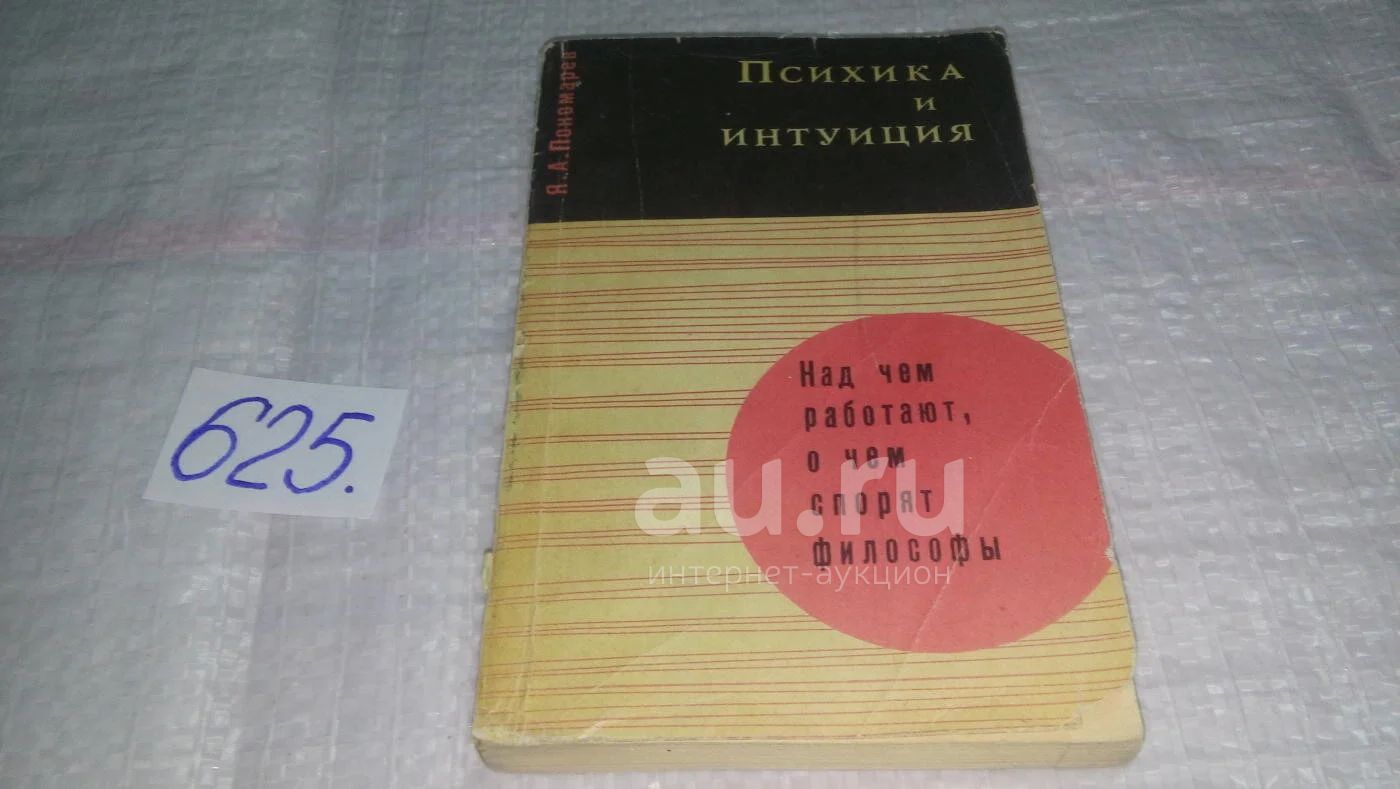 Я.А.Пономарев
Психика
и
интуиция
Над чем
работают,
о чем
спорят
философы
625.
au.ru
интернет-аукцион